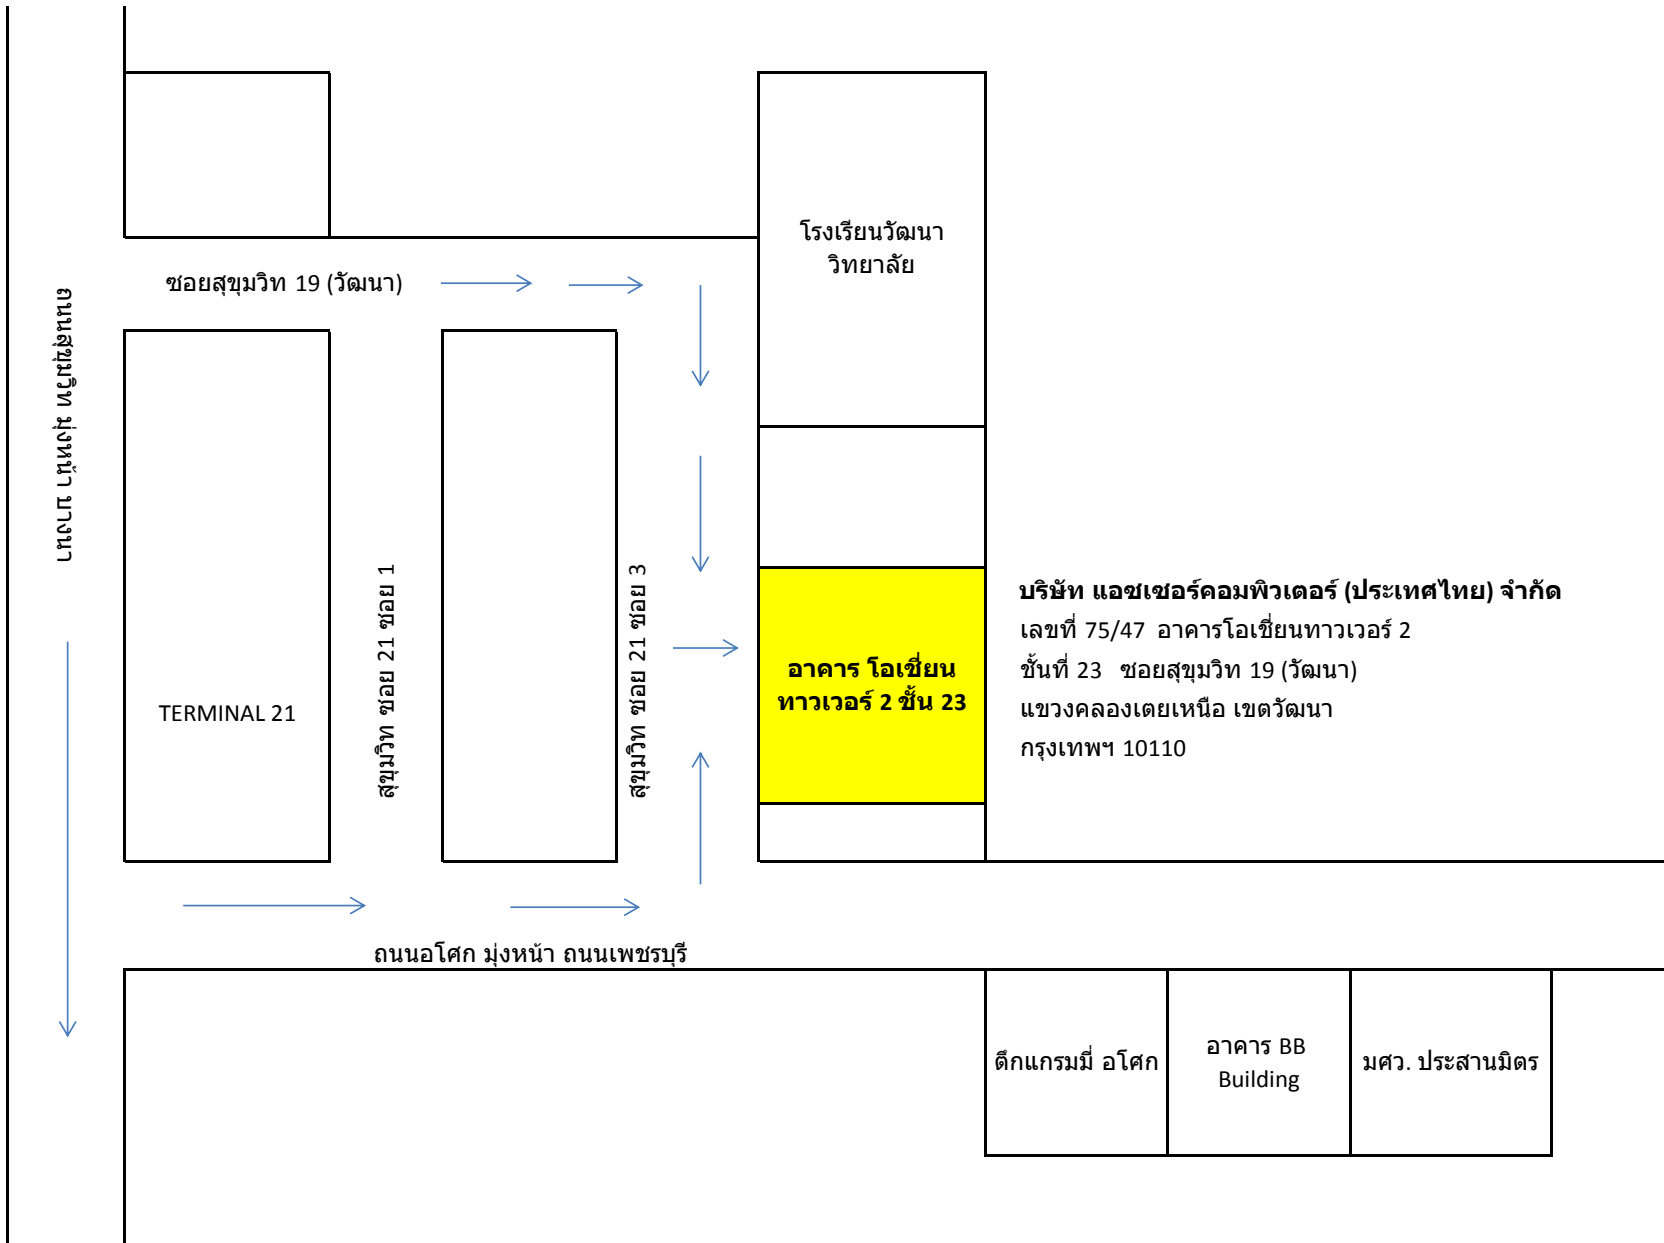 โรงเรียนวัฒนา
วิทยาลัย
ซอยสุขุมวิท 19 (วัฒนา)
ถนนสุขุมวิท มุ่งหน้า บางนา
TERMINAL 21
สุขุมวิท ซอย 21 ซอย 1
สุขุมวิท ซอย 21 ซอย 3
อาคาร โอเชี่ยน
ทาวเวอร์ 2 ชั้น 23
บริษัท แอซเซอร์คอมพิวเตอร์ (ประเทศไทย) จำกัด
เลขที่ 75/47 อาคารโอเชี่ยนทาวเวอร์ 2
ชั้นที่ 23 ซอยสุขุมวิท 19 (วัฒนา)
แขวงคลองเตยเหนือ เขตวัฒนา
กรุงเทพฯ 10110
ถนนอโศก มุ่งหน้า ถนนเพชรบุรี
ตึกแกรมมี่ อโศก
อาคาร BB
Building
มศว. ประสานมิตร